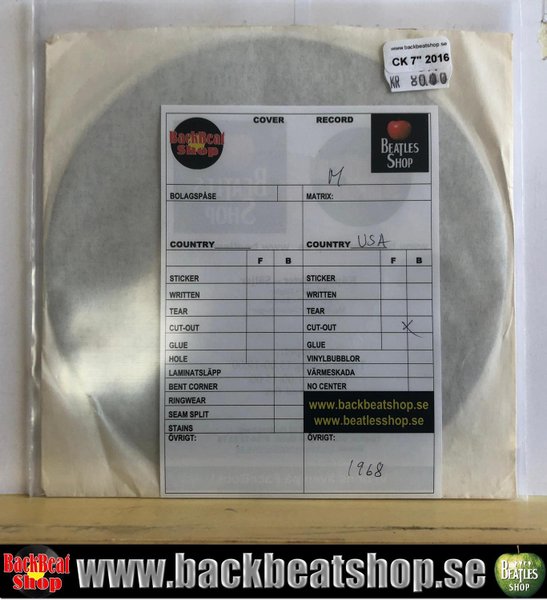 www.backbeatshop.se
CK 7" 2016
KR 80.00
COVER RECORD
BackBeat
Shop
BEATLES
SHOP
M
BOLAGSPÅSE MATRIX:
COUNTRY COUNTRY USA
F B F B
STICKER STICKER
WRITTEN WRITTEN
TEAR TEAR
CUT-OUT CUT-OUT X
GLUE GLUE
HOLE VINYLBUBBLOR
LAMINATSLÄPP VÄRMESKADA
BENT CORNER NO CENTER
RINGWEAR
SEAM SPLIT
STAINS
www.backbeatshop.se
www.beatlesshop.se
ÖVRIGT: ÖVRIGT:
1968
BackBeat
Shop
www.backbeatshop.se
BEATLES
SHOP